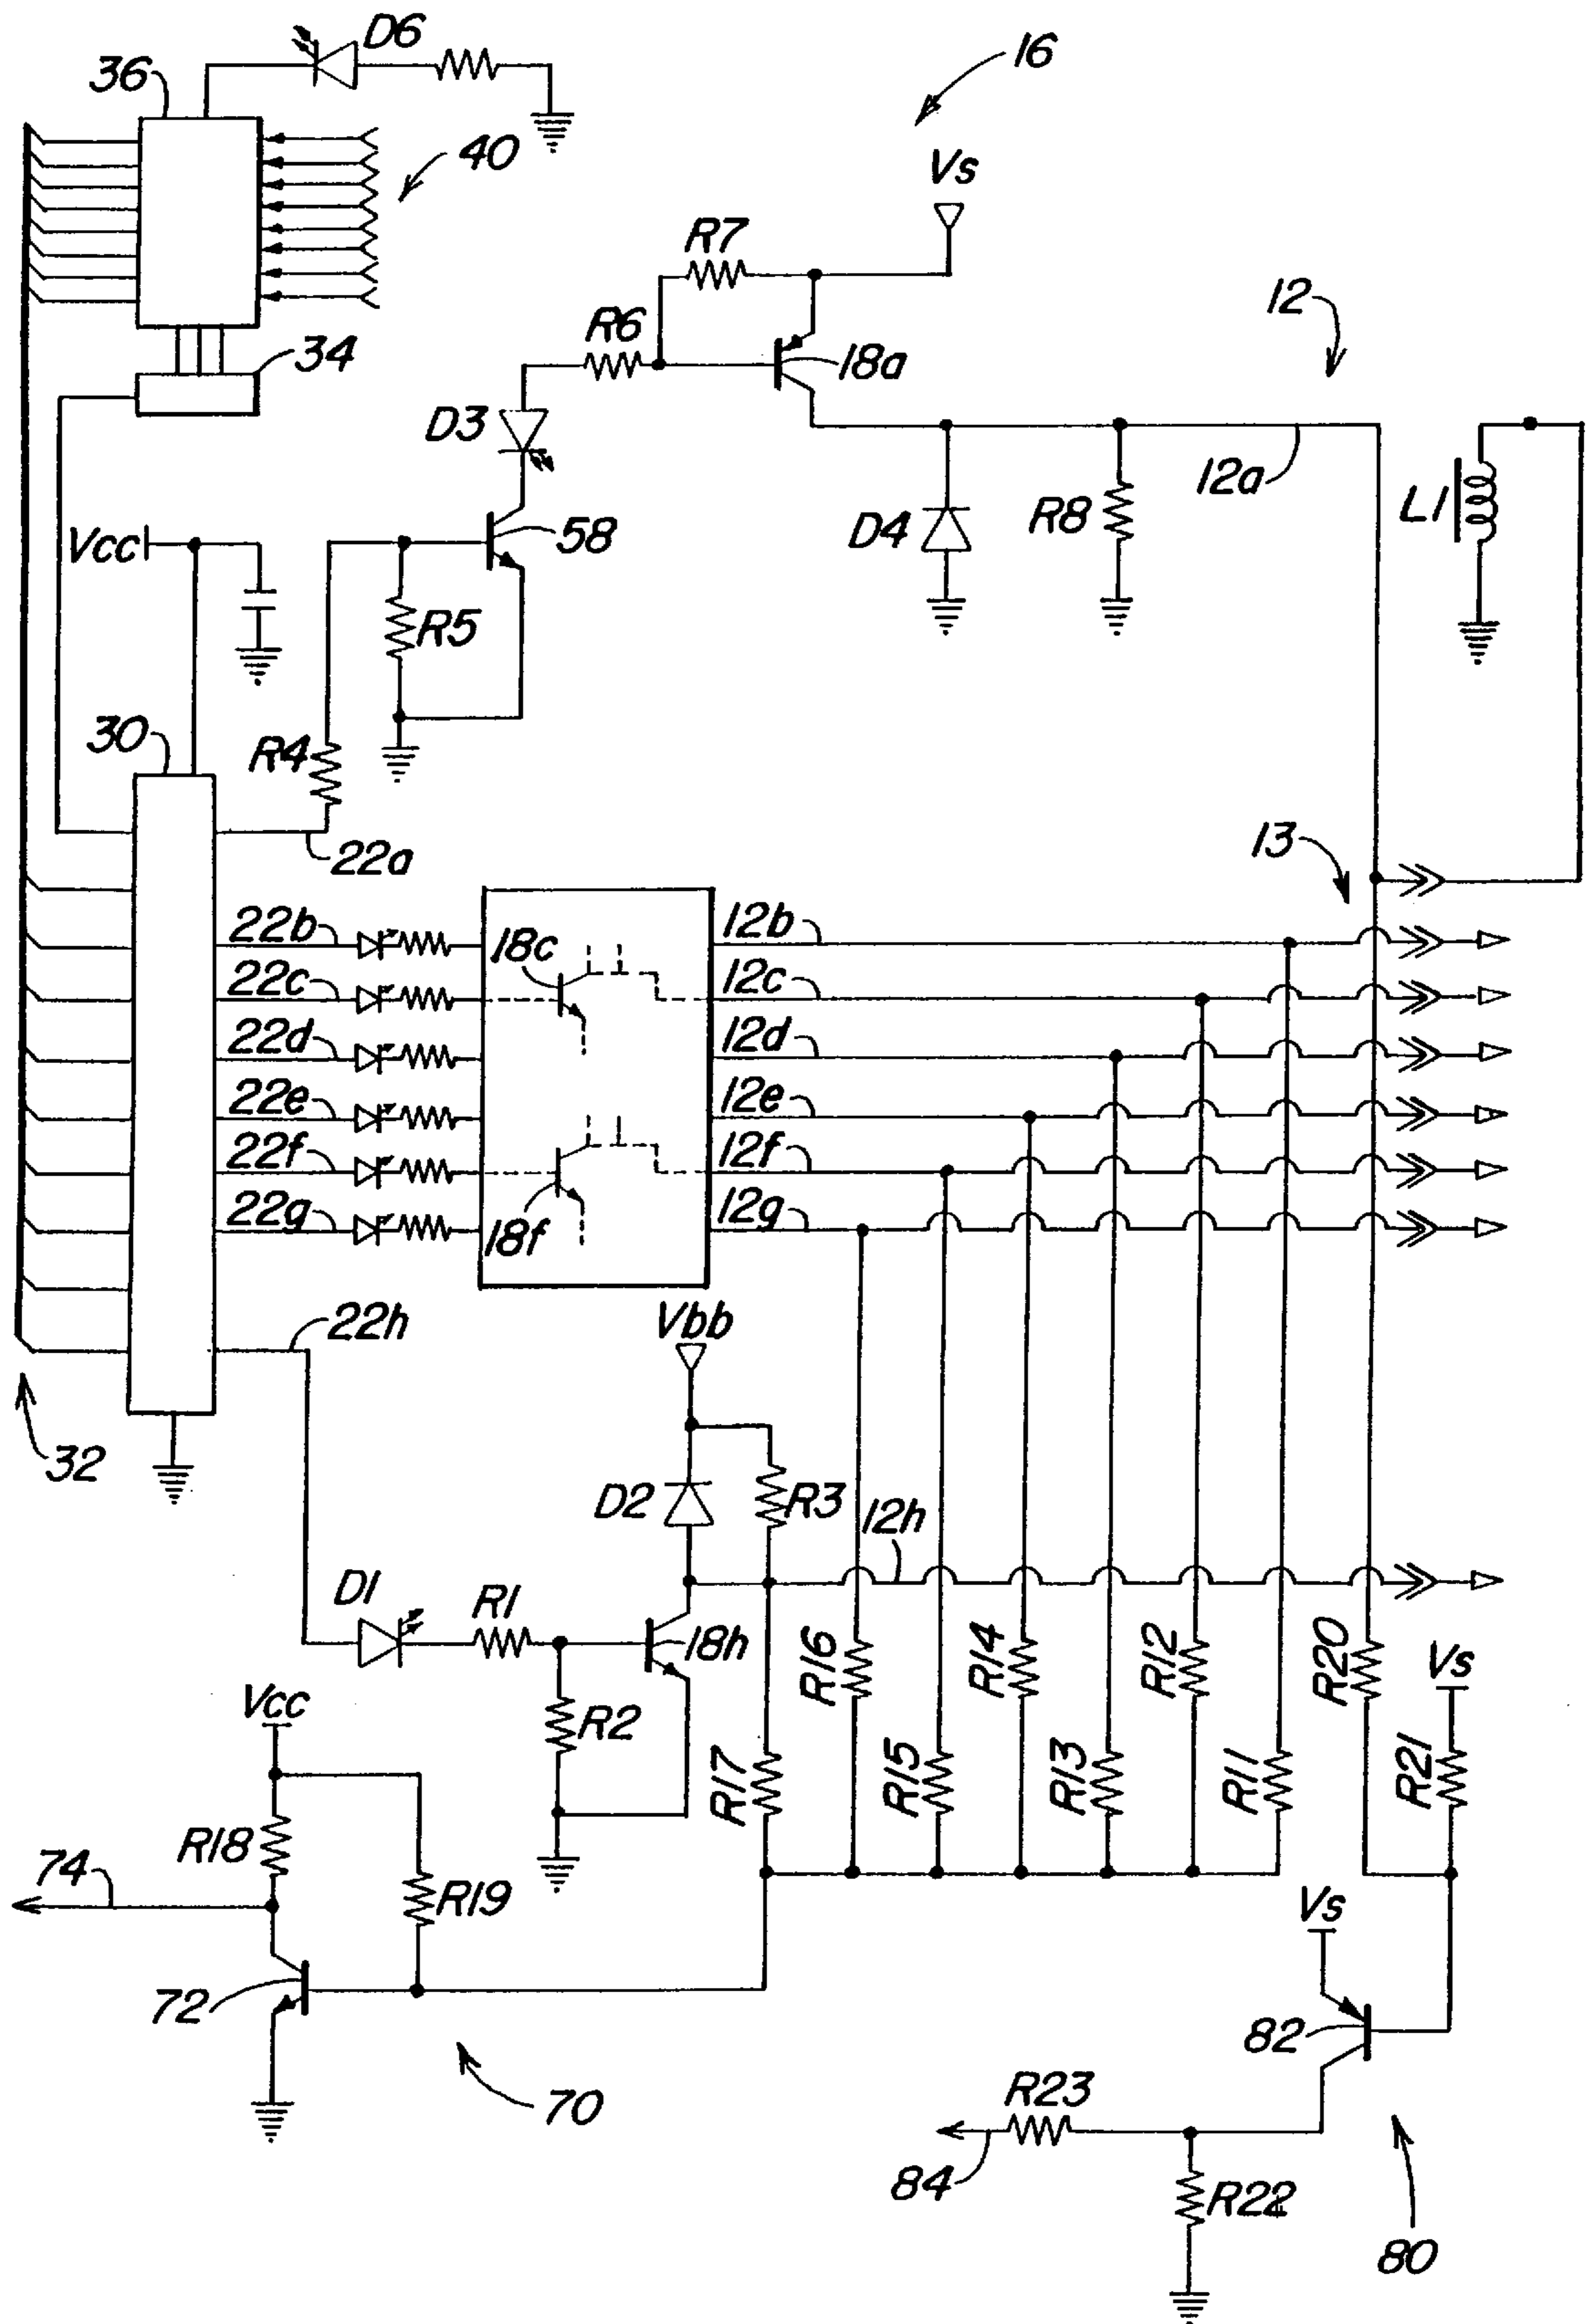 D6
16
36
40
Vs
R7
12
R6
34
18a
D3
12a
L1
Vcc
58
D4
R8
R5
30
R4
13
22a
22b
18c
12b
22c
12c
22d
12d
22e
12e
22f
12f
22g
18f
12g
22h
Vbb
32
D2
R3
12h
D1
R1
18h
R16
R14
R12
R20
Vs
Vcc
R2
R17
R15
R13
R11
R21
R18
74
R19
Vs
72
82
70
R23
84
R22
80